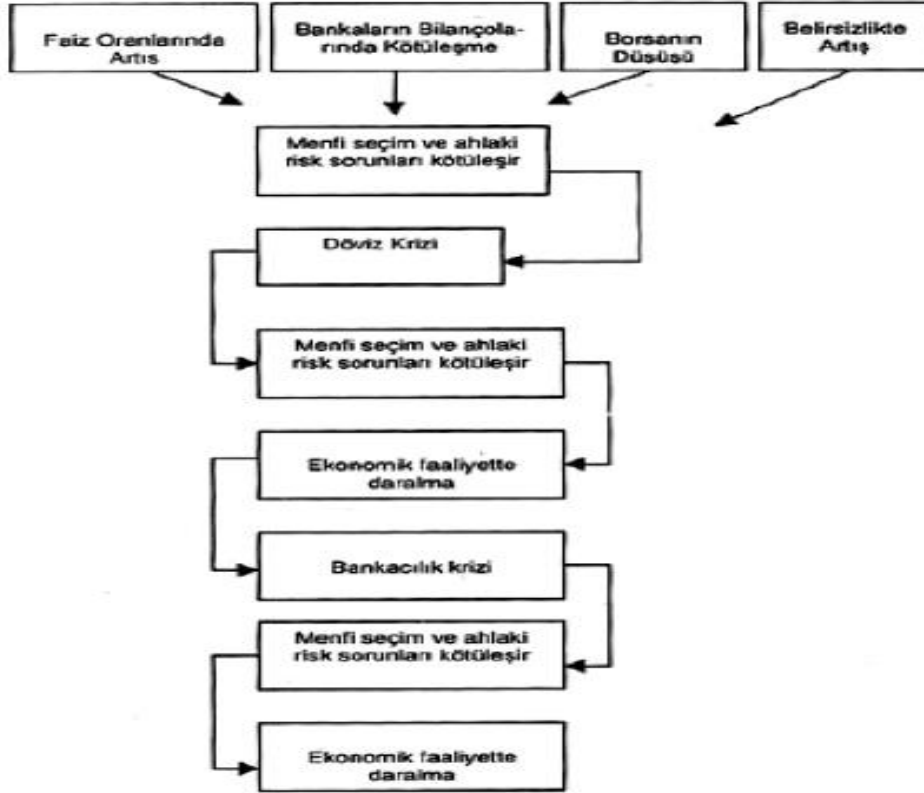 Faiz Oranlarında
Artıs
Bankaların Bilançola-
rında Kötüleşme
Borsanın
Düsüsü
Belirsizlikte
Artış
Menfi seçim ve ahlaki
risk sorunları kötüleşir
Döviz Krizi
Menfi seçim ve ahlaki
risk sorunları kötüleşir
Ekonomik faaliyette
daralma
Bankacılık krizi
Menfi seçim ve ahlaki
risk sorunları kötüleşir
Ekonomik faaliyette
daralma